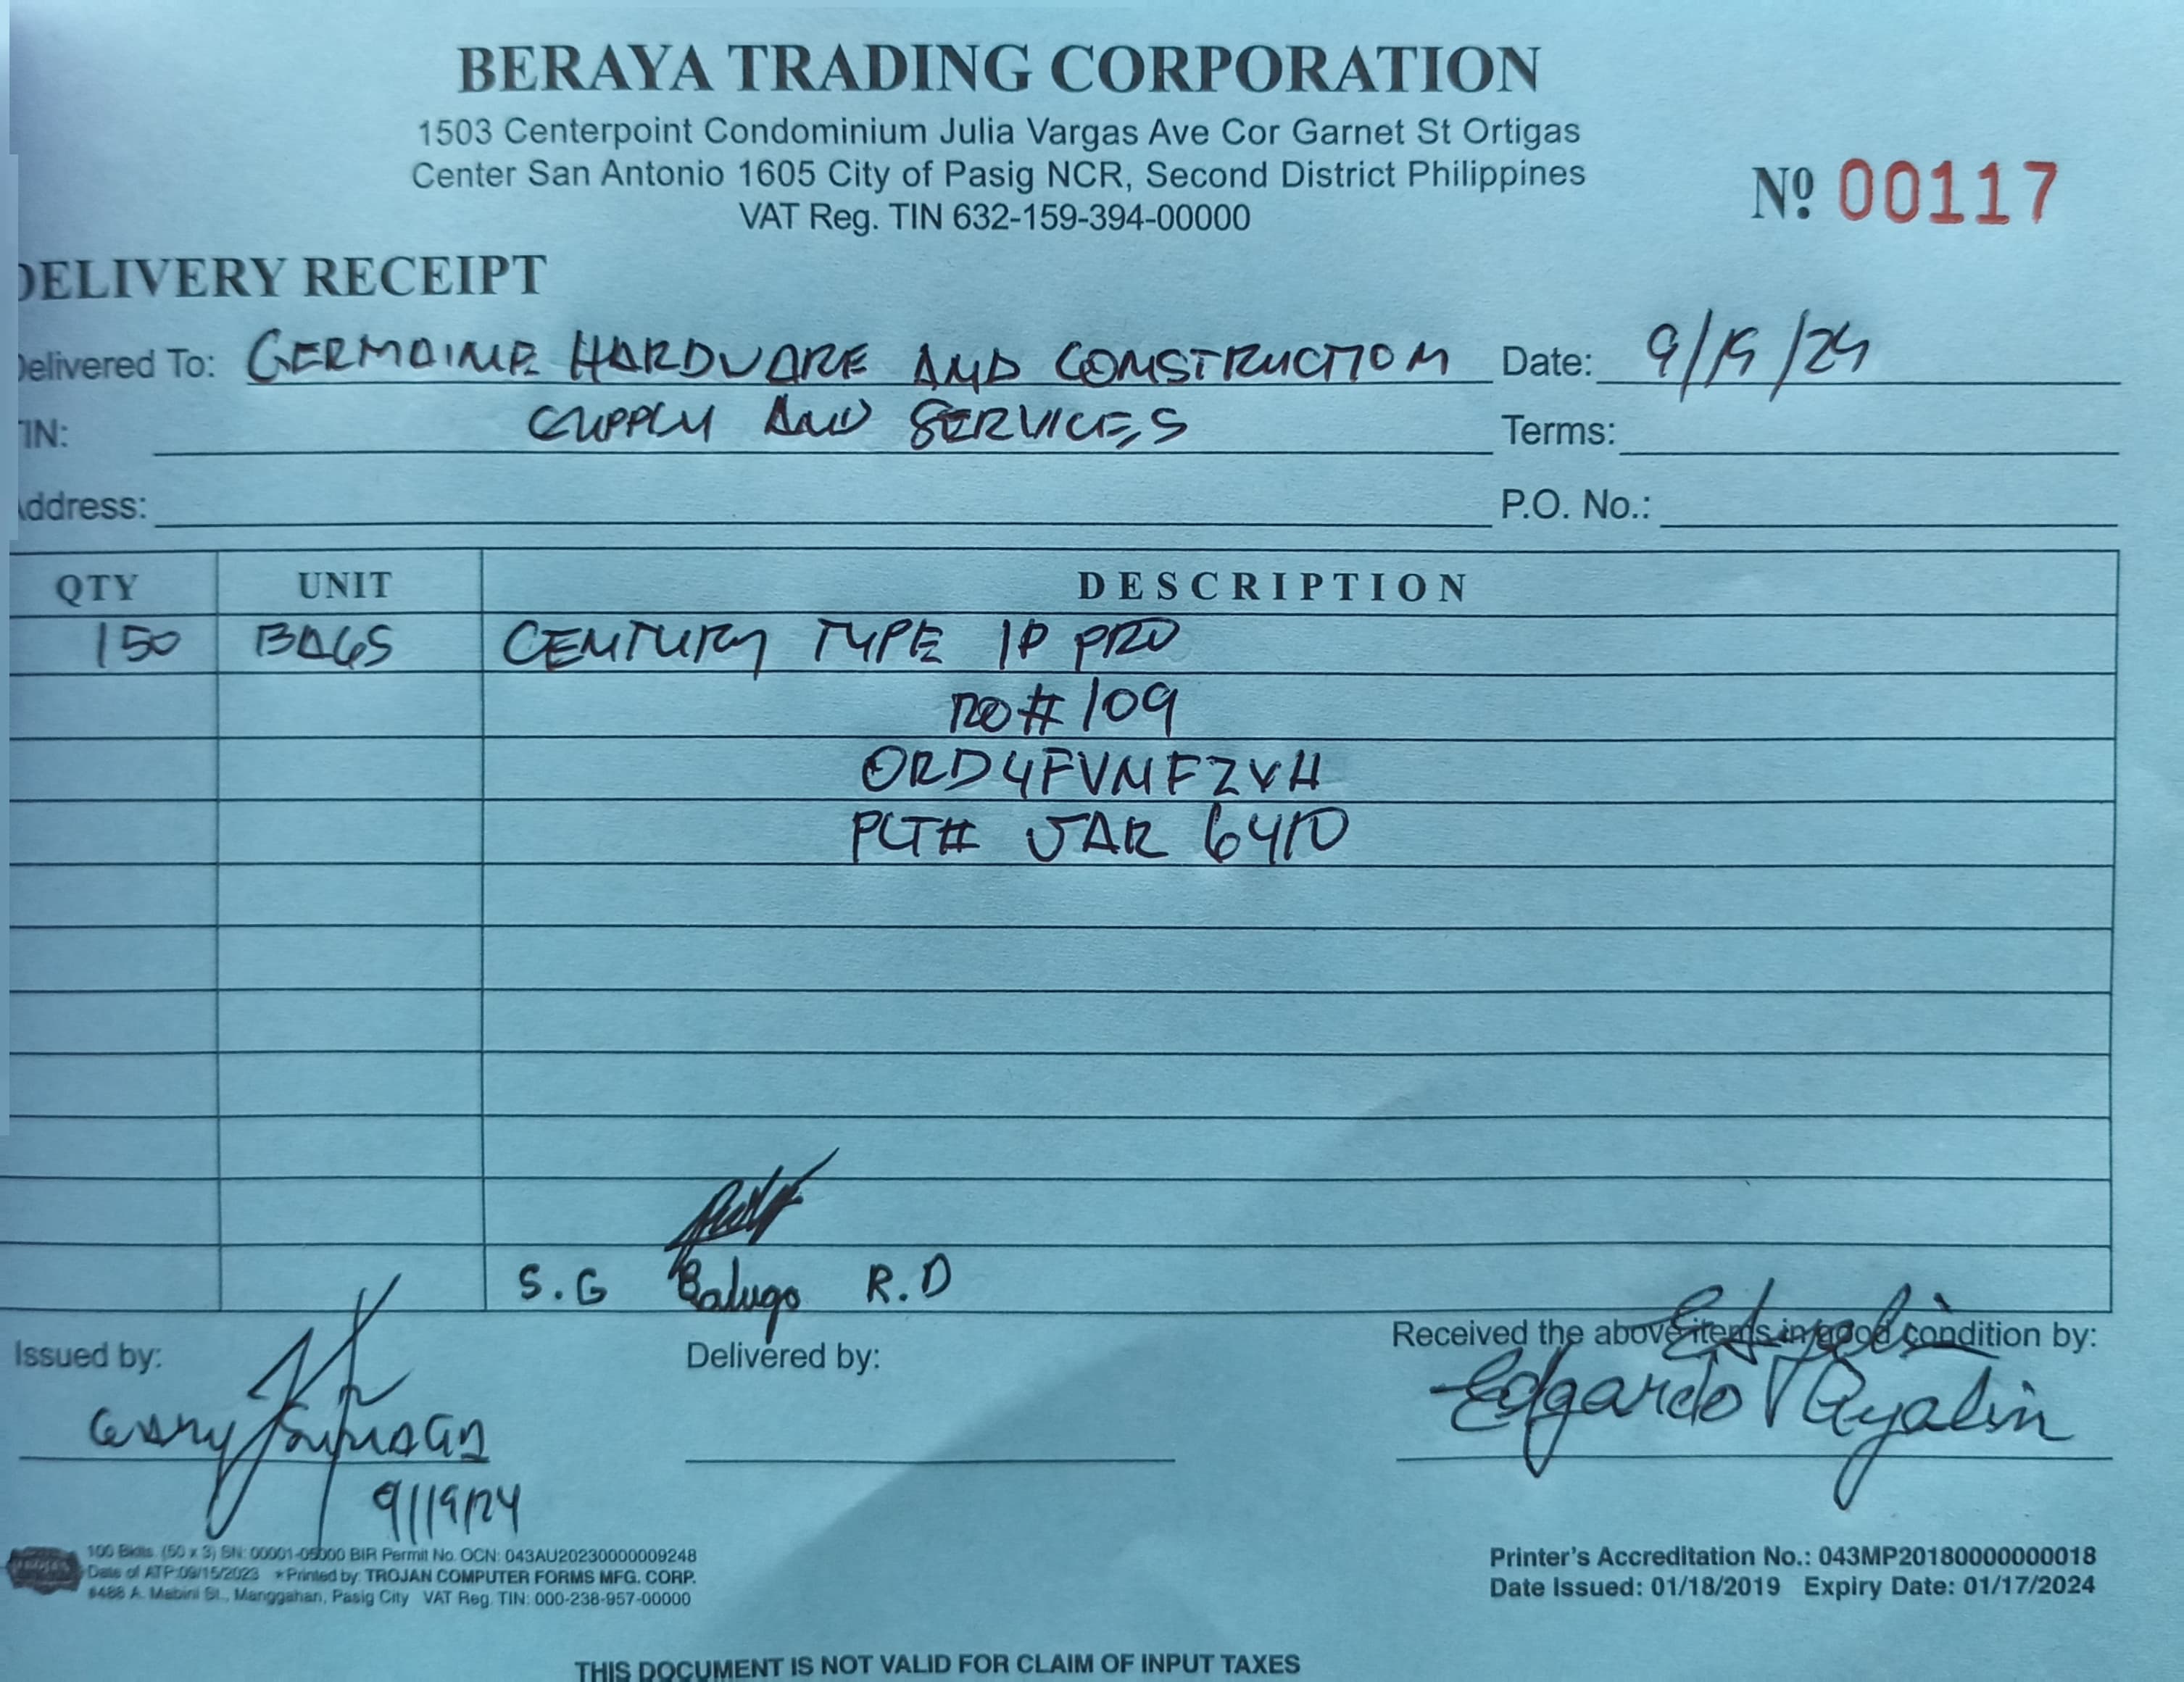 BERAYA TRADING CORPORATION
1503 Centerpoint Condominium Julia Vargas Ave Cor Garnet St Ortigas
Center San Antonio 1605 City of Pasig NCR, Second District Philippines
VAT Reg. TIN 632-159-394-00000
Nº 00117
DELIVERY RECEIPT
Delivered To: GERMAINE HARDWARE AND CONSTRUCTION Date: 9/19/24
TIN: SUPPLY AND SERVICES Terms:
Address: P.O. No.:
QTY UNIT DESCRIPTION
150 BAGS CENTURY TYPE 1P PRO
RO# 109
ORD4FVMFZVH
PLT# JAR 6410
S.G Balugo R.D
Issued by: Delivered by: Received the above items in good condition by:
Edgardo Ayalin
9/19/24
100 Bklts. (50 x 3) SN: 00001-05000 BIR Permit No. OCN: 043AU20230000009248
Date of ATP:09/15/2023 * Printed by: TROJAN COMPUTER FORMS MFG. CORP.
#488 A. Mabini St., Manggahan, Pasig City VAT Reg. TIN: 000-238-957-00000
Printer's Accreditation No.: 043MP20180000000018
Date Issued: 01/18/2019 Expiry Date: 01/17/2024
THIS DOCUMENT IS NOT VALID FOR CLAIM OF INPUT TAXES